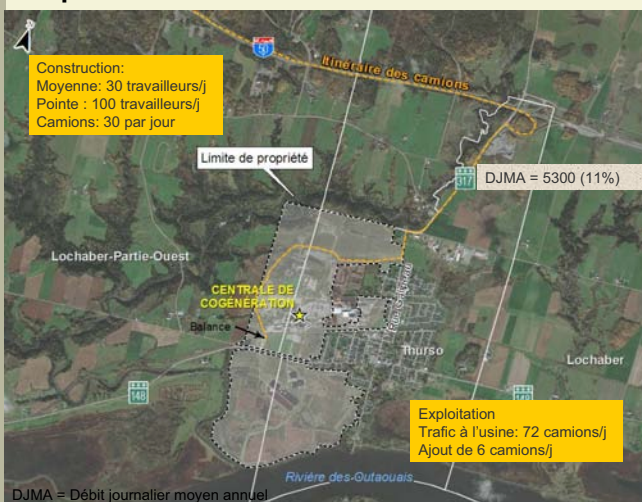 50
Itinéraire des camions
Construction:
Moyenne: 30 travailleurs/j
Pointe : 100 travailleurs/j
Camions: 30 par jour
Limite de propriété
317
DJMA = 5300 (11%)
Lochaber-Partie-Ouest
CENTRALE DE
COGÉNÉRATION
Balance
Thurso
Lochaber
148
148
Exploitation
Trafic à l'usine: 72 camions/j
Ajout de 6 camions/j
Rivière des Outaouais
DJMA = Débit journalier moyen annuel